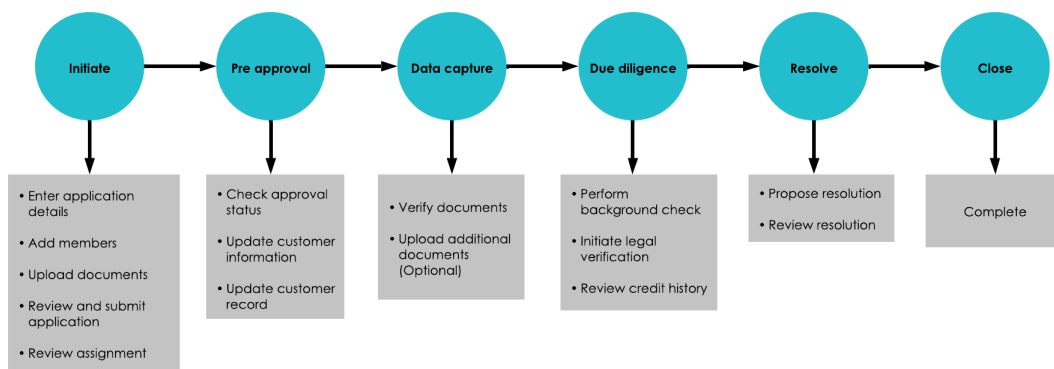 Initiate
Pre approval
Data capture
Due diligence
Resolve
Close
• Enter application
details
• Add members
• Upload documents
• Review and submit
application
• Review assignment
• Check approval
status
• Update customer
information
• Update customer
record
• Verify documents
• Upload additional
documents
(Optional)
• Perform
background check
• Initiate legal
verification
• Review credit history
• Propose resolution
• Review resolution
Complete